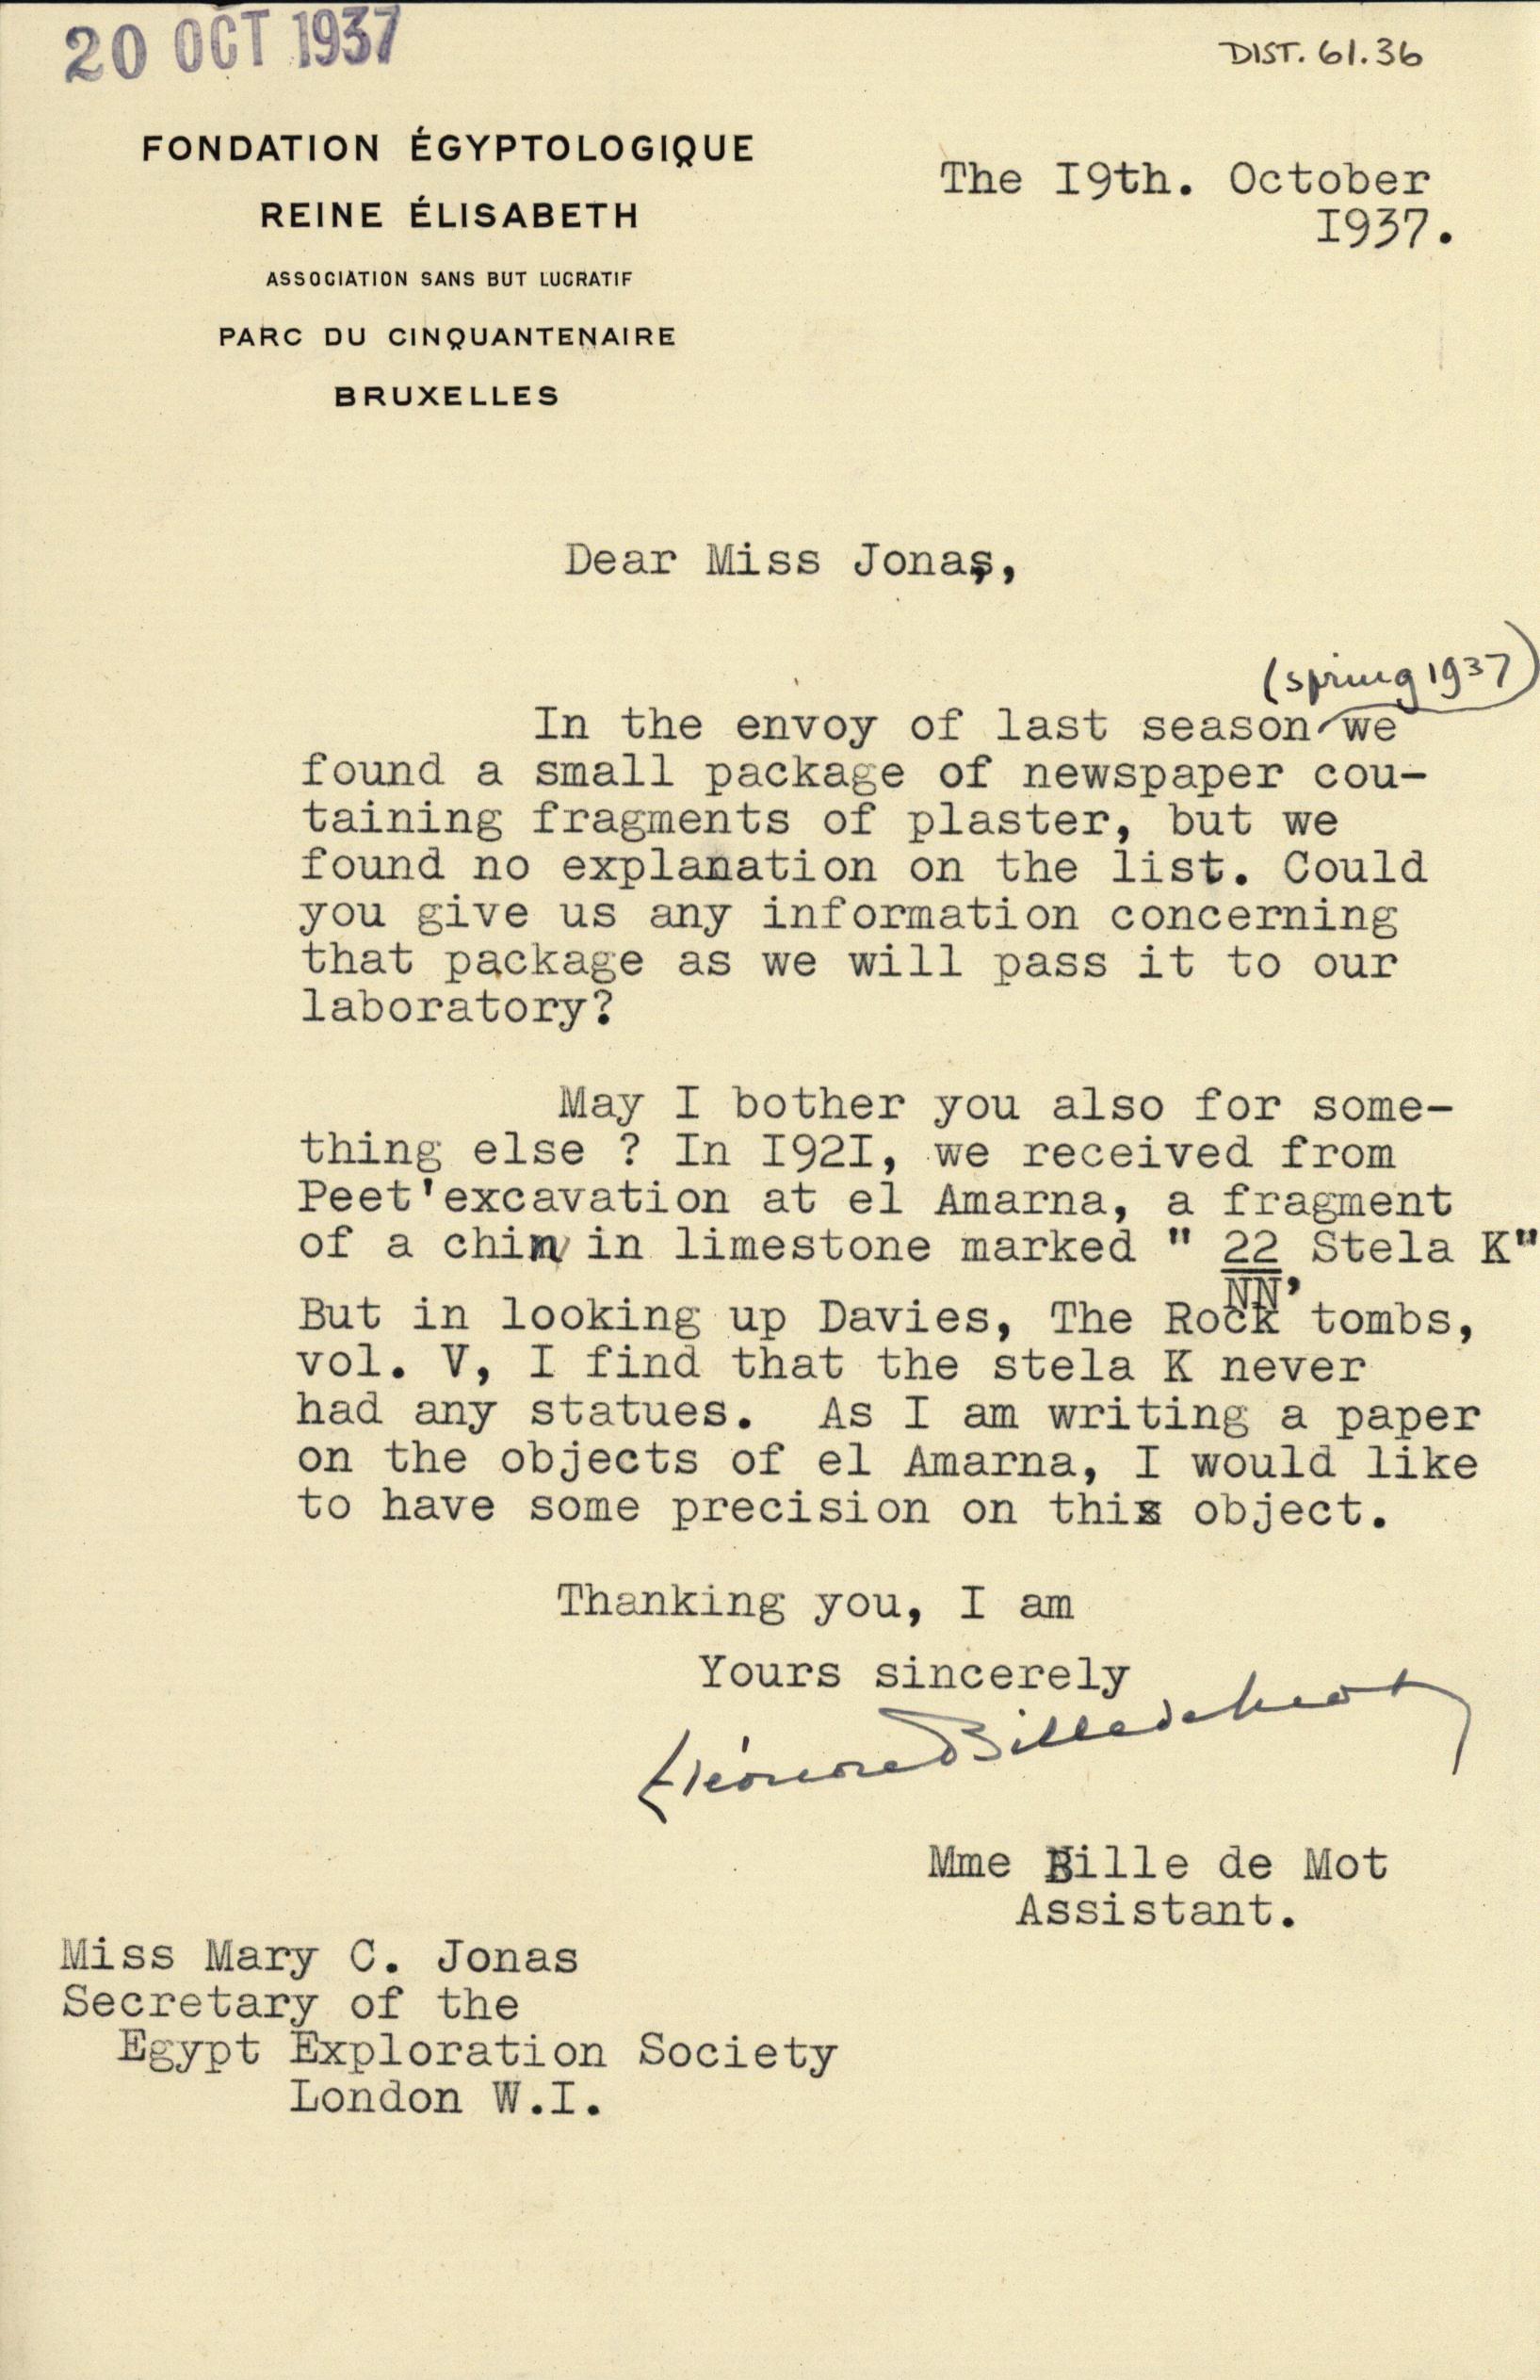 20 OCT 1937
DIST. 61.36
FONDATION ÉGYPTOLOGIQUE
REINE ÉLISABETH
ASSOCIATION SANS BUT LUCRATIF
PARC DU CINQUANTENAIRE
BRUXELLES
The I9th. October
I937.
Dear Miss Jonas,
(spring 1937)
In the envoy of last season we
found a small package of newspaper cou-
taining fragments of plaster, but we
found no explanation on the list. Could
you give us any information concerning
that package as we will pass it to our
laboratory?
May I bother you also for some-
thing else ? In I92I, we received from
Peet'excavation at el Amarna, a fragment
of a chin in limestone marked " 22 Stela K"
NN'
But in looking up Davies, The Rock tombs,
vol. V, I find that the stela K never
had any statues. As I am writing a paper
on the objects of el Amarna, I would like
to have some precision on this object.
Thanking you, I am
Yours sincerely
Eléonore Bille de Mot
Mme Bille de Mot
Assistant.
Miss Mary C. Jonas
Secretary of the
Egypt Exploration Society
London W.I.